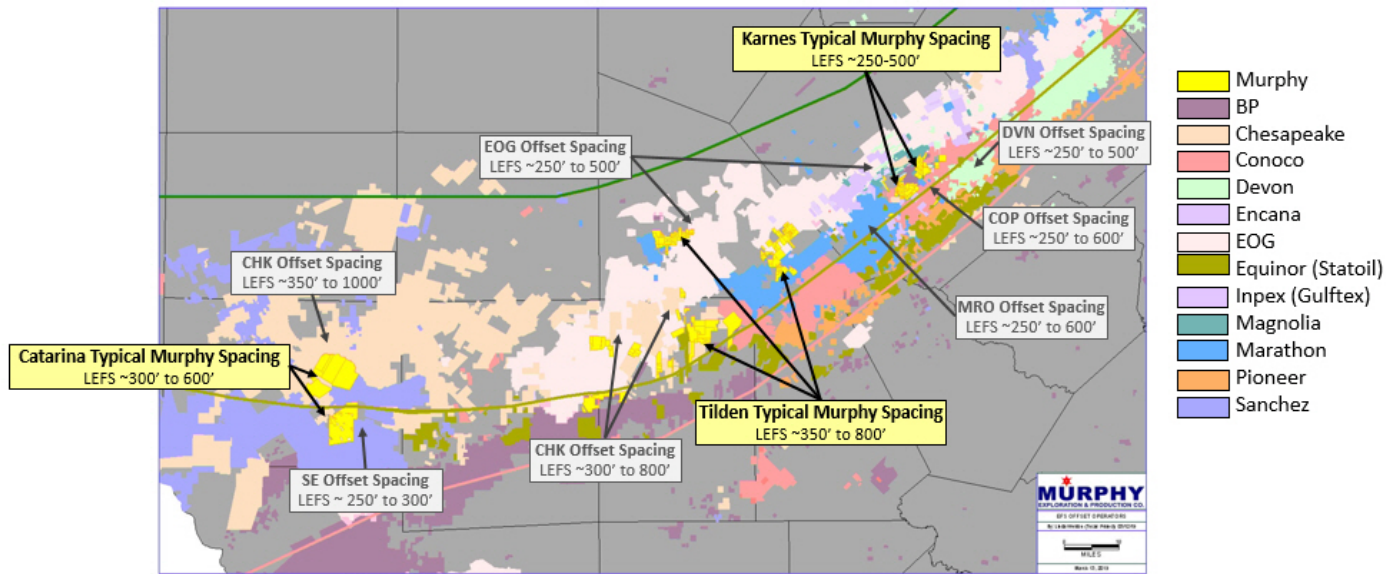 Karnes Typical Murphy Spacing
LEFS ~250-500'
EOG Offset Spacing
LEFS ~250' to 500'
DVN Offset Spacing
LEFS ~250' to 500'
COP Offset Spacing
LEFS ~250' to 600'
CHK Offset Spacing
LEFS ~350' to 1000'
MRO Offset Spacing
LEFS ~250' to 600'
Catarina Typical Murphy Spacing
LEFS ~300' to 600'
Tilden Typical Murphy Spacing
LEFS ~350' to 800'
CHK Offset Spacing
LEFS ~300' to 800'
SE Offset Spacing
LEFS ~ 250' to 300'
Murphy
BP
Chesapeake
Conoco
Devon
Encana
EOG
Equinor (Statoil)
Inpex (Gulftex)
Magnolia
Marathon
Pioneer
Sanchez
MURPHY
EXPLORATION & PRODUCTION CO.
EFS OFFSET OPERATORS
MILES